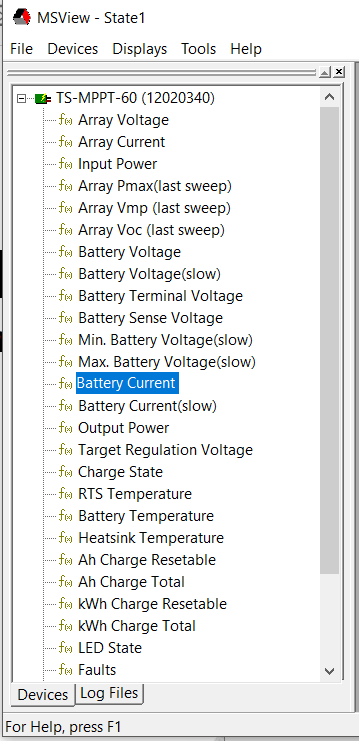 MSView - State1
File Devices Displays Tools Help
TS-MPPT-60 (12020340)
f(x) Array Voltage
f(x) Array Current
f(x) Input Power
f(x) Array Pmax(last sweep)
f(x) Array Vmp (last sweep)
f(x) Array Voc (last sweep)
f(x) Battery Voltage
f(x) Battery Voltage(slow)
f(x) Battery Terminal Voltage
f(x) Battery Sense Voltage
f(x) Min. Battery Voltage(slow)
f(x) Max. Battery Voltage(slow)
f(x) Battery Current
f(x) Battery Current(slow)
f(x) Output Power
f(x) Target Regulation Voltage
f(x) Charge State
f(x) RTS Temperature
f(x) Battery Temperature
f(x) Heatsink Temperature
f(x) Ah Charge Resetable
f(x) Ah Charge Total
f(x) kWh Charge Resetable
f(x) kWh Charge Total
f(x) LED State
f(x) Faults
Devices Log Files
For Help, press F1